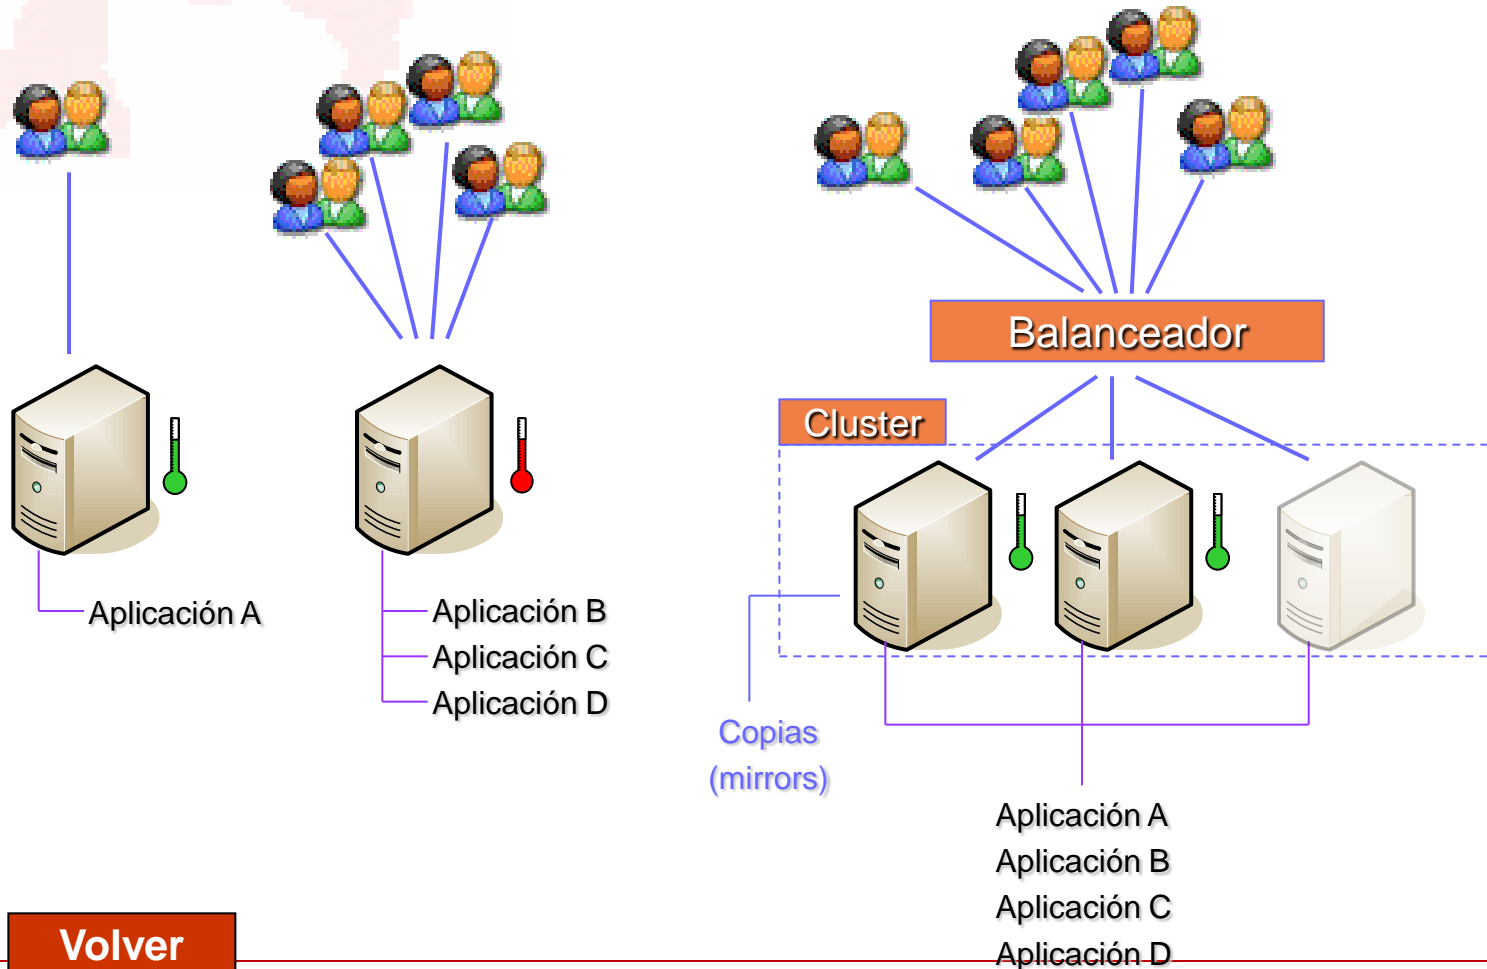 Balanceador
Cluster
Aplicación A
Aplicación B
Aplicación C
Aplicación D
Copias
(mirrors)
Aplicación A
Aplicación B
Aplicación C
Aplicación D
Volver